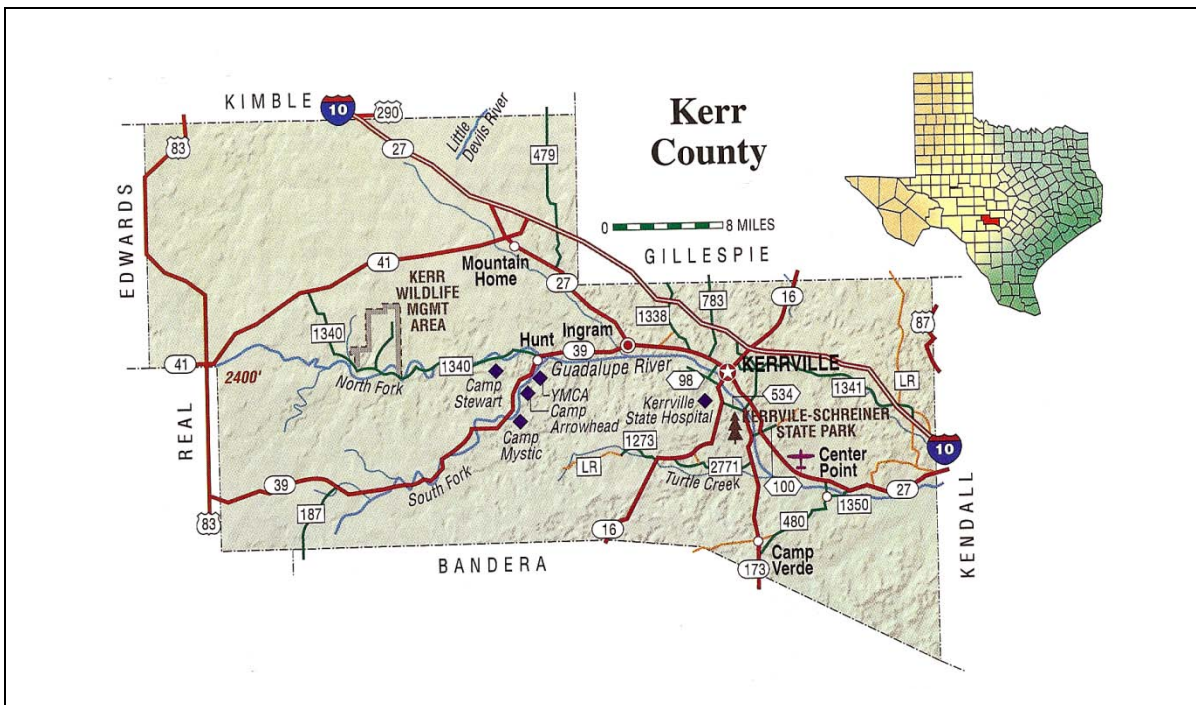 Kerr
County
KIMBLE
10
290
83
27
Little
Devils River
479
0
8 MILES
GILLESPIE
EDWARDS
41
Mountain
Home
27
KERR
WILDLIFE
MGMT
AREA
1340
1338
783
16
87
Hunt
Ingram
39
41
2400'
North Fork
1340
Guadalupe River
KERRVILLE
98
534
1341
LR
Camp
Stewart
YMCA
Camp
Arrowhead
Camp
Mystic
Kerrville
State Hospital
KERRVILE-SCHREINER
STATE PARK
10
REAL
1273
LR
2771
Turtle Creek
Center
Point
100
27
1350
39
South Fork
187
83
16
480
Camp
Verde
173
BANDERA
KENDALL